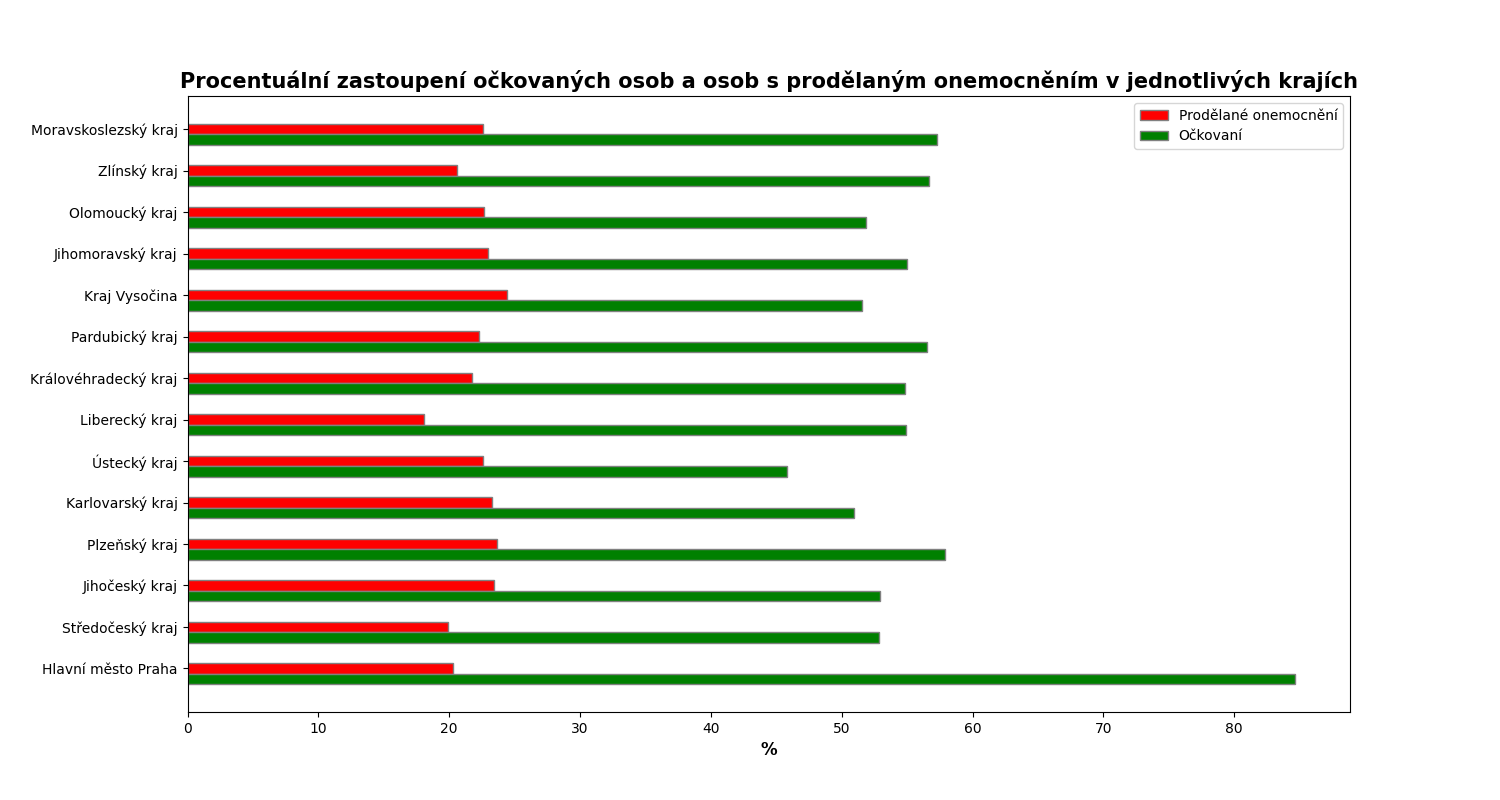 Procentuální zastoupení očkovaných osob a osob s prodělaným onemocněním v jednotlivých krajích
Prodělané onemocnění
Očkovaní
Moravskoslezský kraj
Zlínský kraj
Olomoucký kraj
Jihomoravský kraj
Kraj Vysočina
Pardubický kraj
Královéhradecký kraj
Liberecký kraj
Ústecký kraj
Karlovarský kraj
Plzeňský kraj
Jihočeský kraj
Středočeský kraj
Hlavní město Praha
0 10 20 30 40 50 60 70 80
%